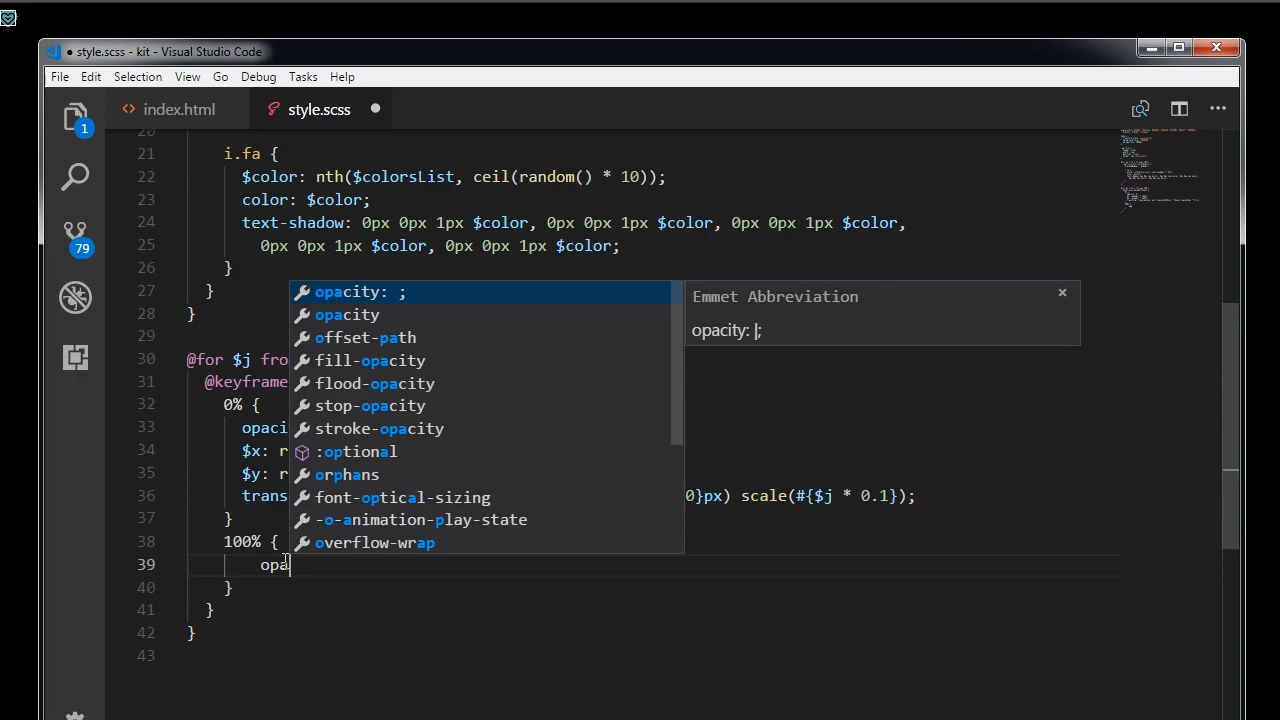 ● style.scss - kit - Visual Studio Code
File Edit Selection View Go Debug Tasks Help
<> index.html style.scss ●
20
21 i.fa {
22 $color: nth($colorsList, ceil(random() * 10));
23 color: $color;
24 text-shadow: 0px 0px 1px $color, 0px 0px 1px $color, 0px 0px 1px $color,
25 0px 0px 1px $color, 0px 0px 1px $color;
26 }
27 }
28 }
29
30 @for $j fro
31 @keyframe
32 0% {
33 opaci
34 $x: r
35 $y: r
36 trans 0}px) scale(#{$j * 0.1});
37 }
38 100% {
39 opa
40 }
41 }
42 }
43
opacity: ;
opacity
offset-path
fill-opacity
flood-opacity
stop-opacity
stroke-opacity
:optional
orphans
font-optical-sizing
-o-animation-play-state
overflow-wrap
Emmet Abbreviation ×
opacity: |;
1
79